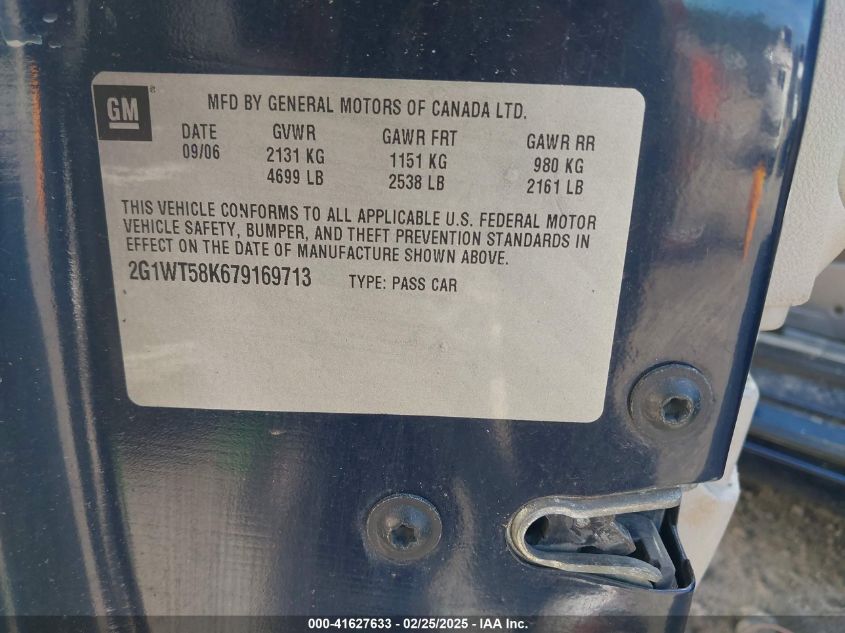 GM
MFD BY GENERAL MOTORS OF CANADA LTD.
DATE GVWR GAWR FRT GAWR RR
09/06 2131 KG 1151 KG 980 KG
4699 LB 2538 LB 2161 LB
THIS VEHICLE CONFORMS TO ALL APPLICABLE U.S. FEDERAL MOTOR
VEHICLE SAFETY, BUMPER, AND THEFT PREVENTION STANDARDS IN
EFFECT ON THE DATE OF MANUFACTURE SHOWN ABOVE.
2G1WT58K679169713 TYPE: PASS CAR
000-41627633 - 02/25/2025 - IAA Inc.